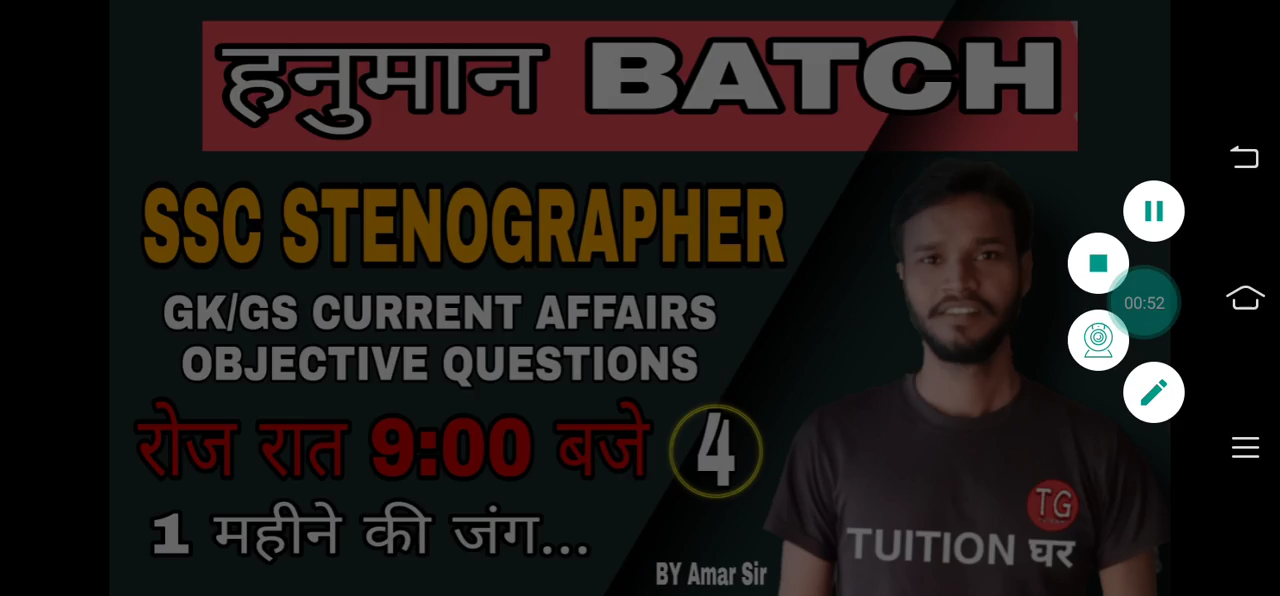 हनुमान BATCH
SSC STENOGRAPHER
GK/GS CURRENT AFFAIRS
OBJECTIVE QUESTIONS
रोज रात 9:00 बजे 4
1 महीने की जंग...
BY Amar Sir
TG
TUITION घर
00:52